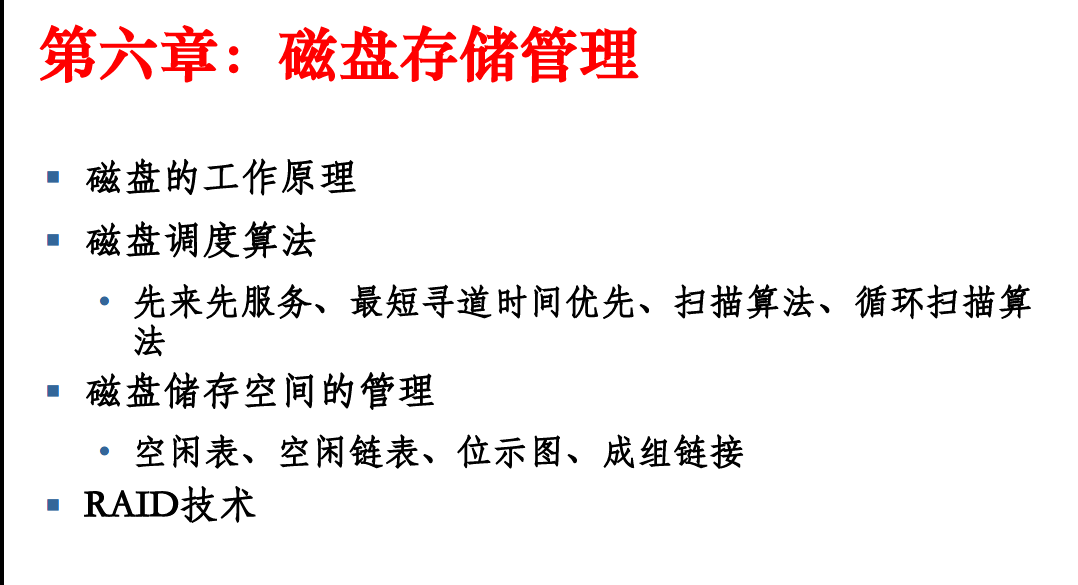 第六章：磁盘存储管理
磁盘的工作原理
磁盘调度算法
先来先服务、最短寻道时间优先、扫描算法、循环扫描算
法
磁盘储存空间的管理
空闲表、空闲链表、位示图、成组链接
RAID技术